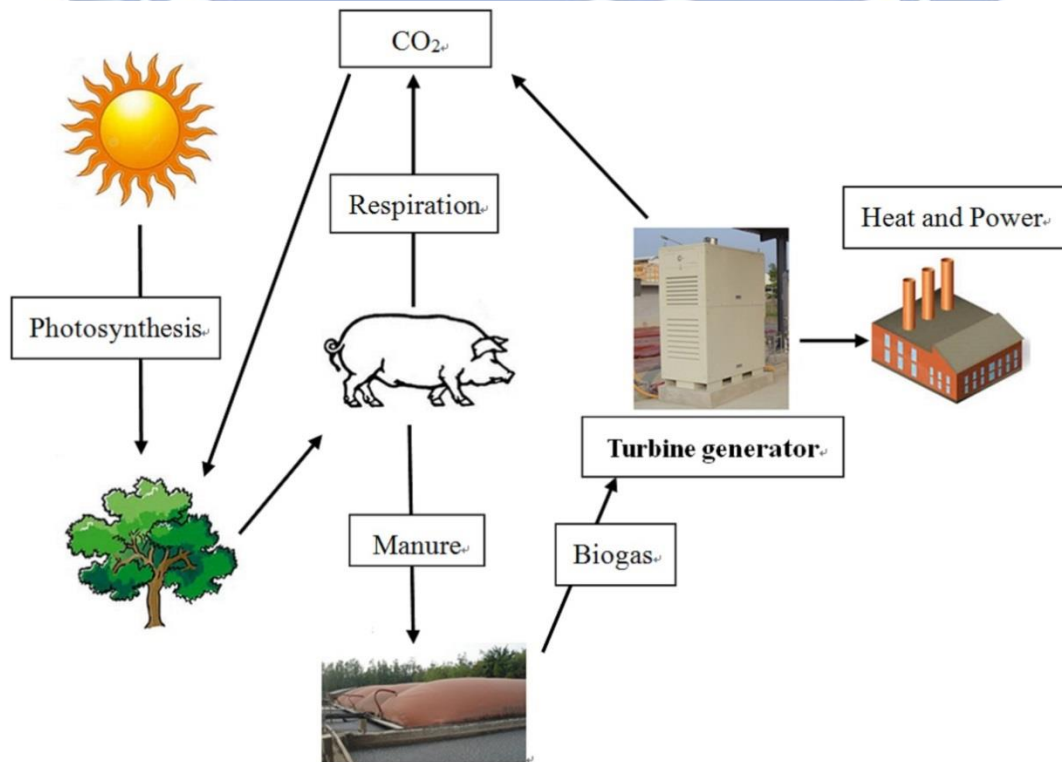 CO₂
Respiration
Heat and Power
Photosynthesis
Turbine generator
Manure
Biogas